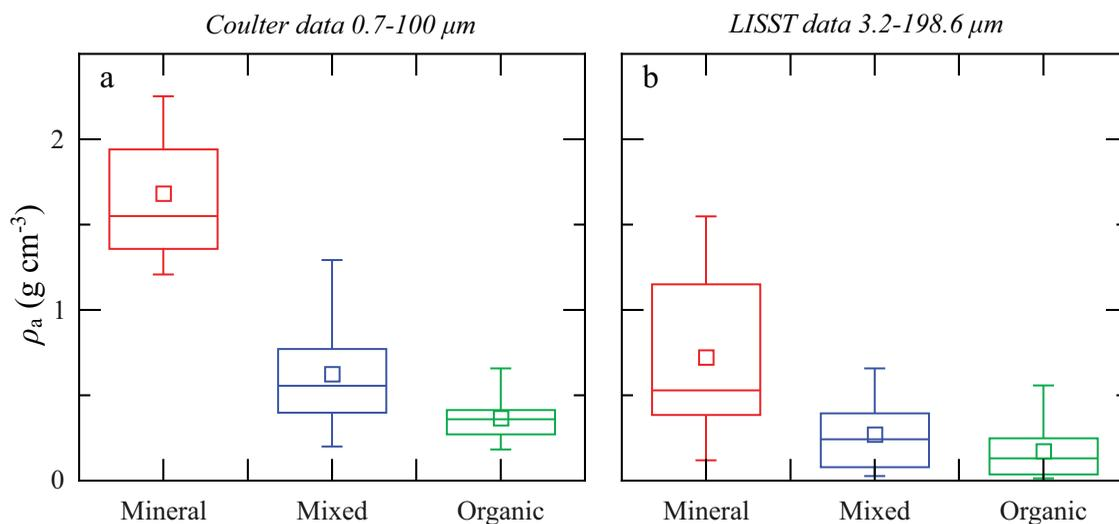 Coulter data 0.7-100 μm
LISST data 3.2-198.6 μm
a
b
2
1
0
ρa (g cm-3)
Mineral
Mixed
Organic
Mineral
Mixed
Organic